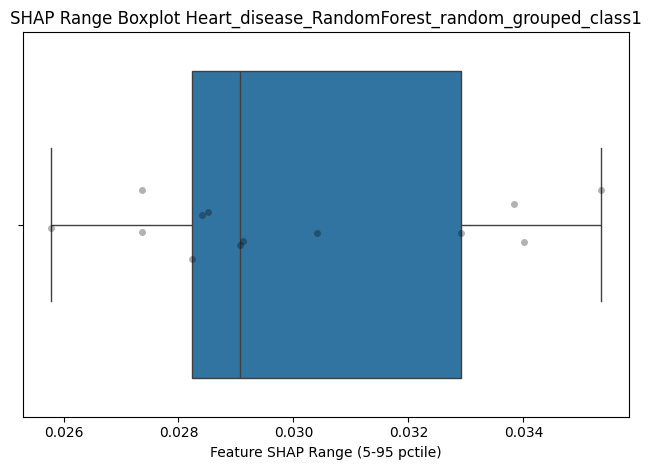 SHAP Range Boxplot Heart_disease_RandomForest_random_grouped_class1
0.026 0.028 0.030 0.032 0.034
Feature SHAP Range (5-95 pctile)